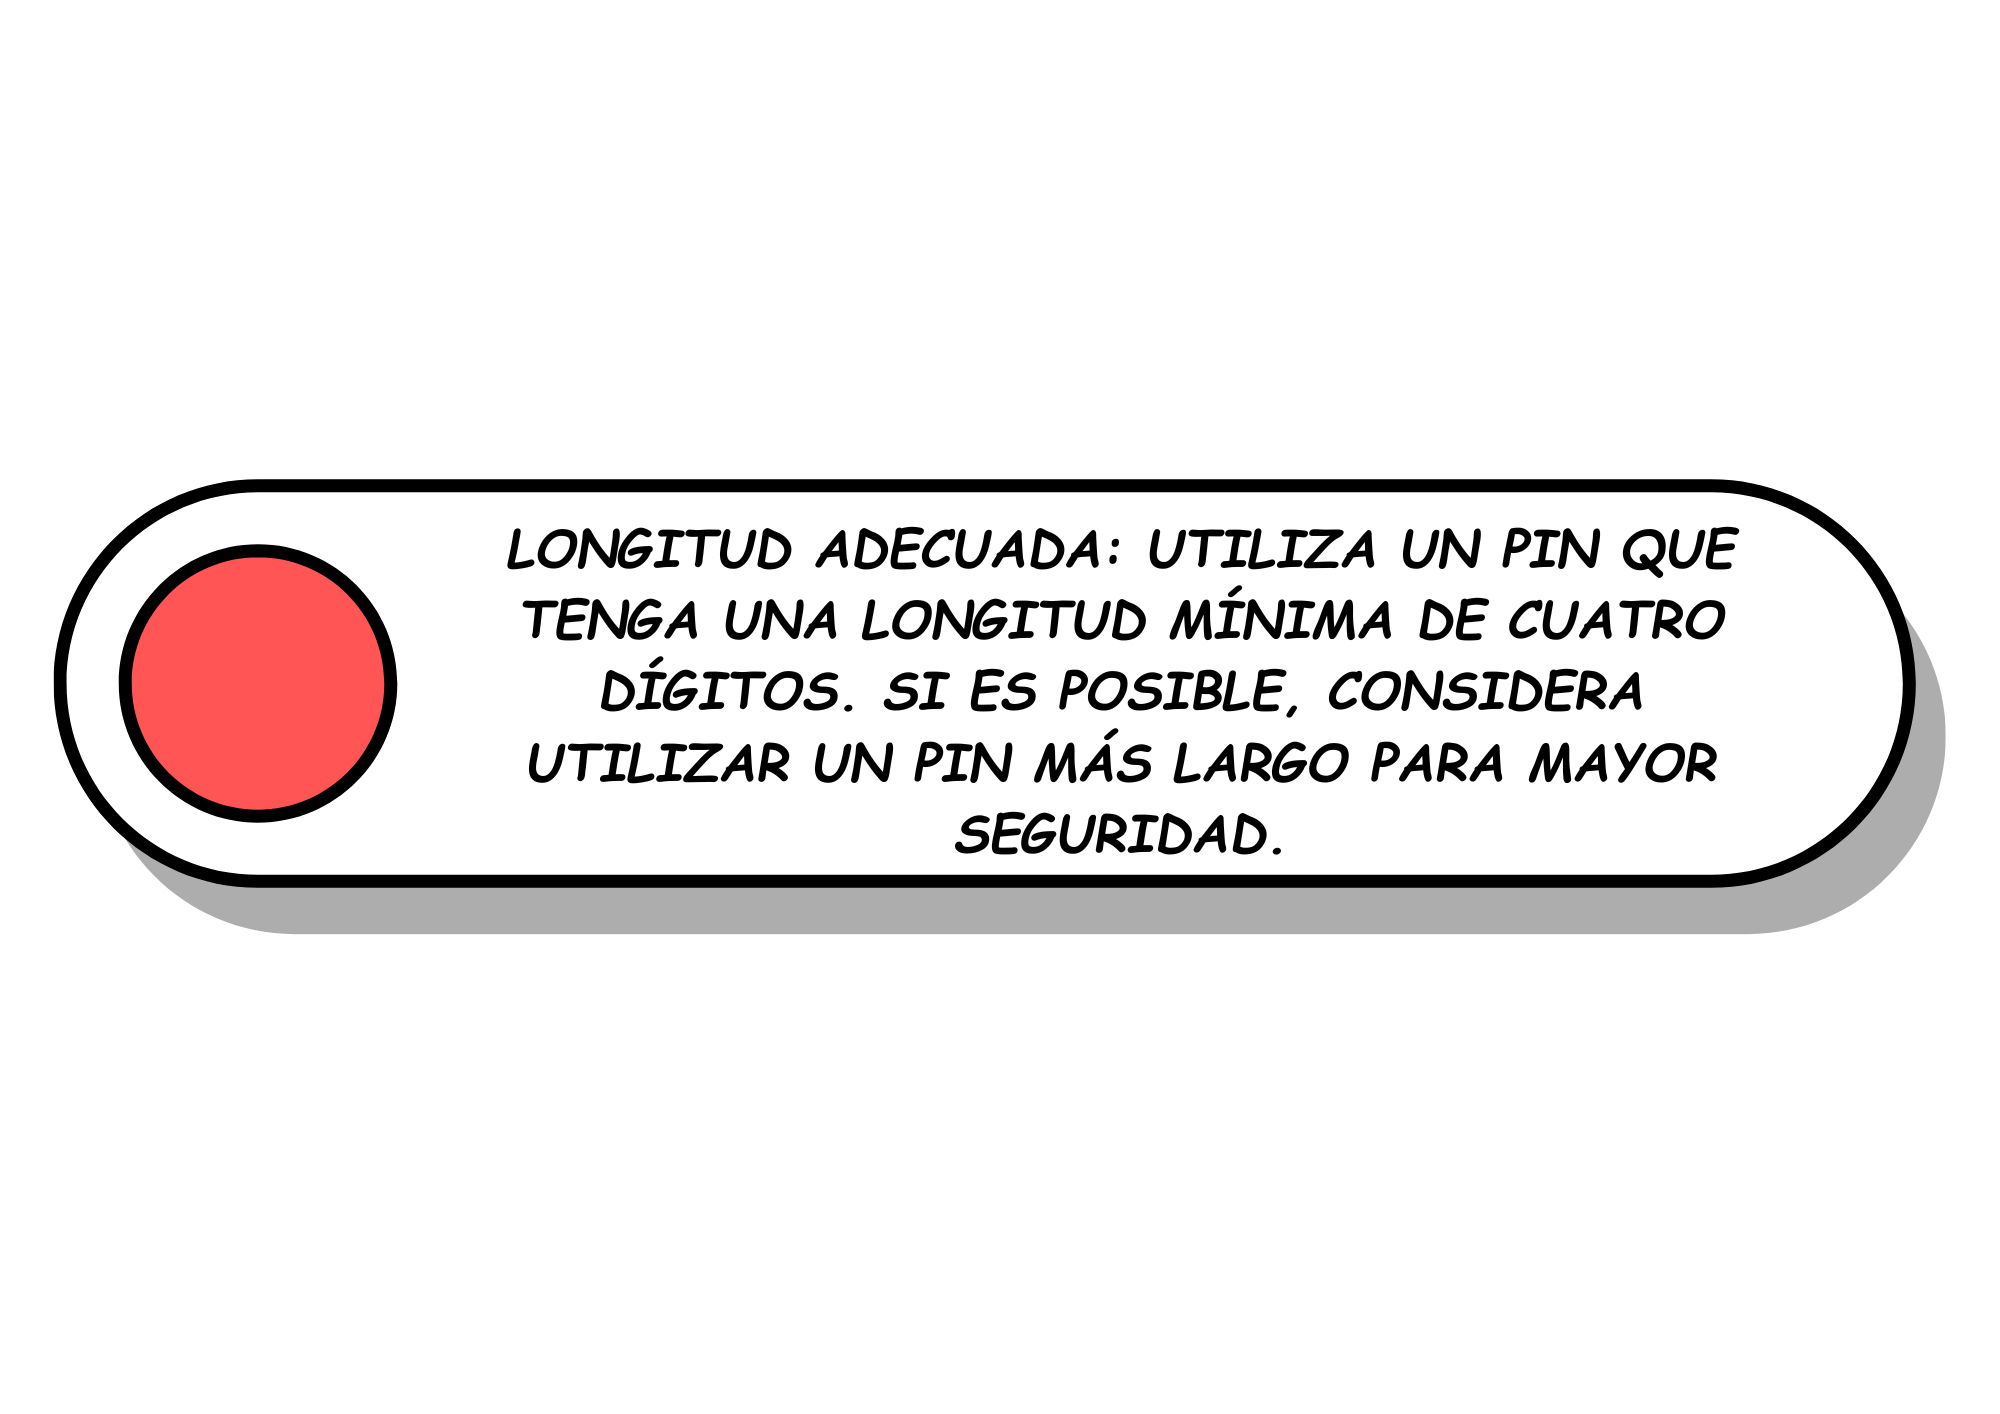 LONGITUD ADECUADA: UTILIZA UN PIN QUE
TENGA UNA LONGITUD MÍNIMA DE CUATRO
DÍGITOS. SI ES POSIBLE, CONSIDERA
UTILIZAR UN PIN MÁS LARGO PARA MAYOR
SEGURIDAD.